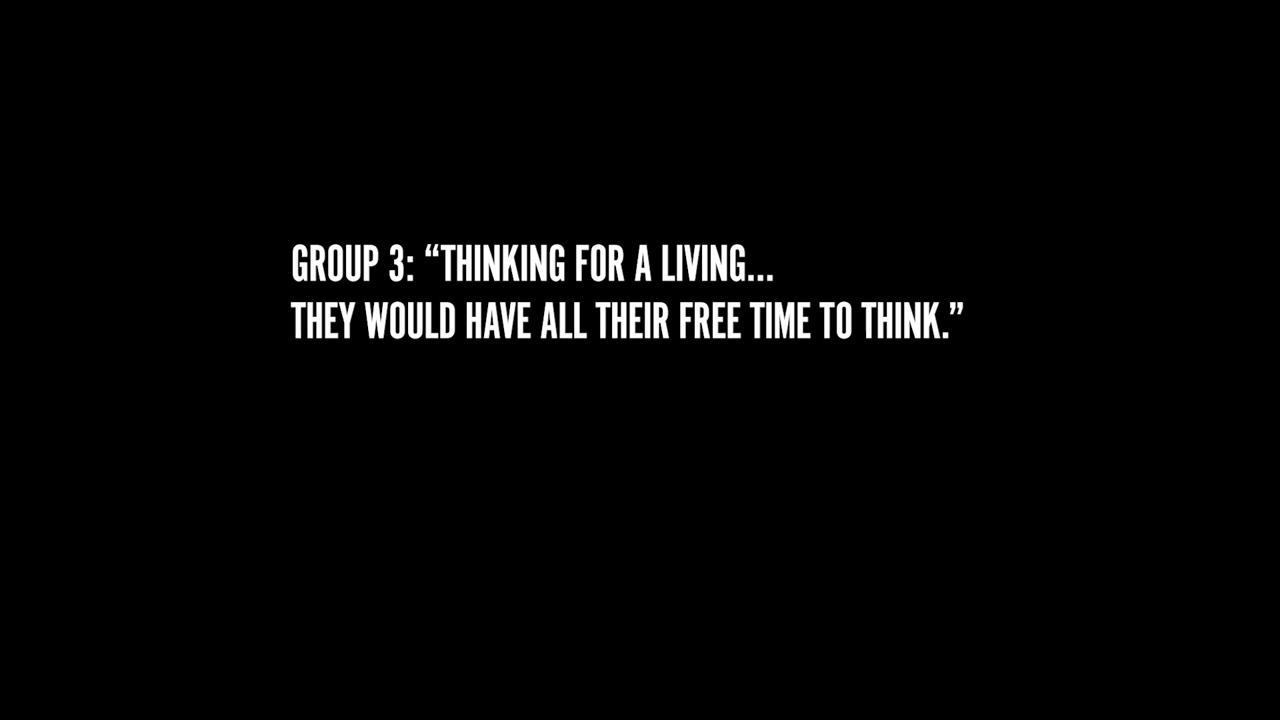 GROUP 3: “THINKING FOR A LIVING...
THEY WOULD HAVE ALL THEIR FREE TIME TO THINK.”